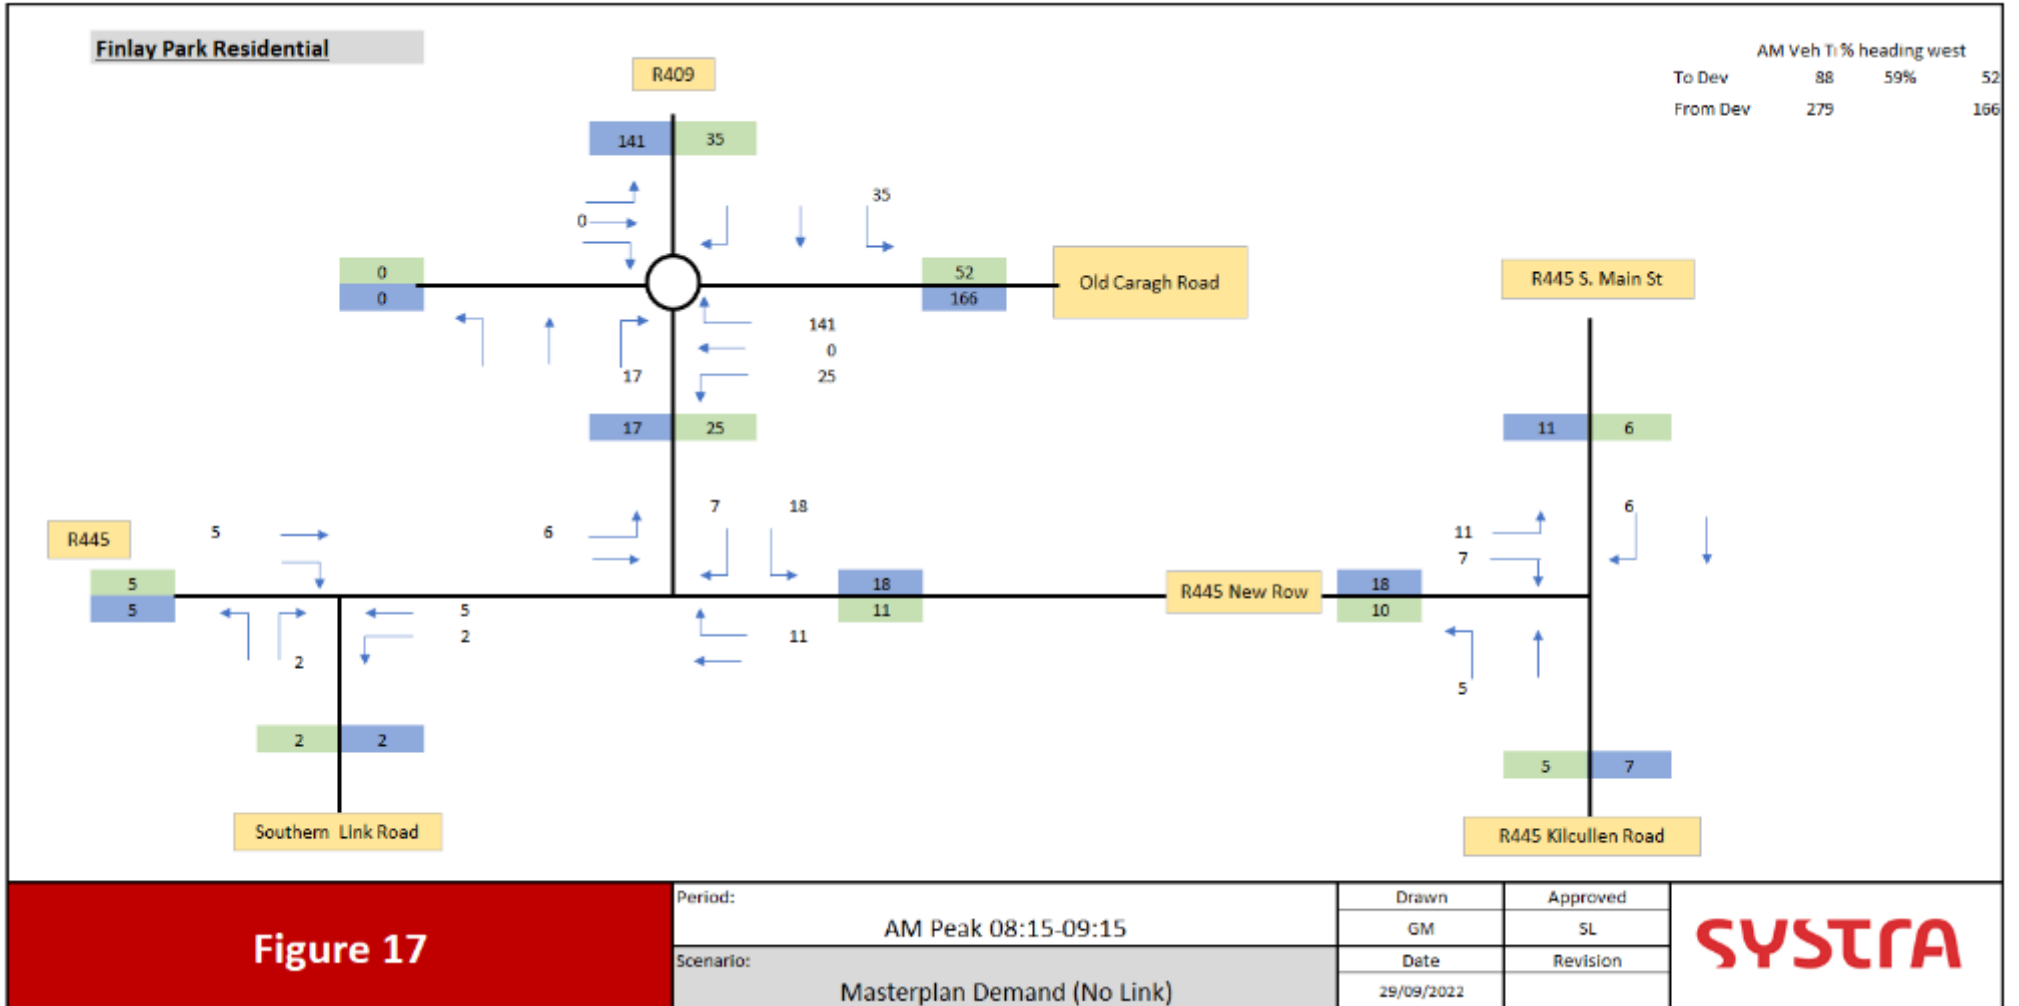 Finlay Park Residential
AM Veh Ti % heading west
To Dev 88 59% 52
From Dev 279 166
R409
141 35
35
0
0
0
52
166
Old Caragh Road
R445 S. Main St
141
0
25
17
17 25
11 6
5
6
7 18
11
7
6
R445
5
5
18
11
R445 New Row
18
10
5
2
11
2
5
2 2
5 7
Southern Link Road
R445 Kilcullen Road
Figure 17
Period:
AM Peak 08:15-09:15
Scenario:
Masterplan Demand (No Link)
Drawn Approved
GM SL
Date Revision
29/09/2022
SYSTRA